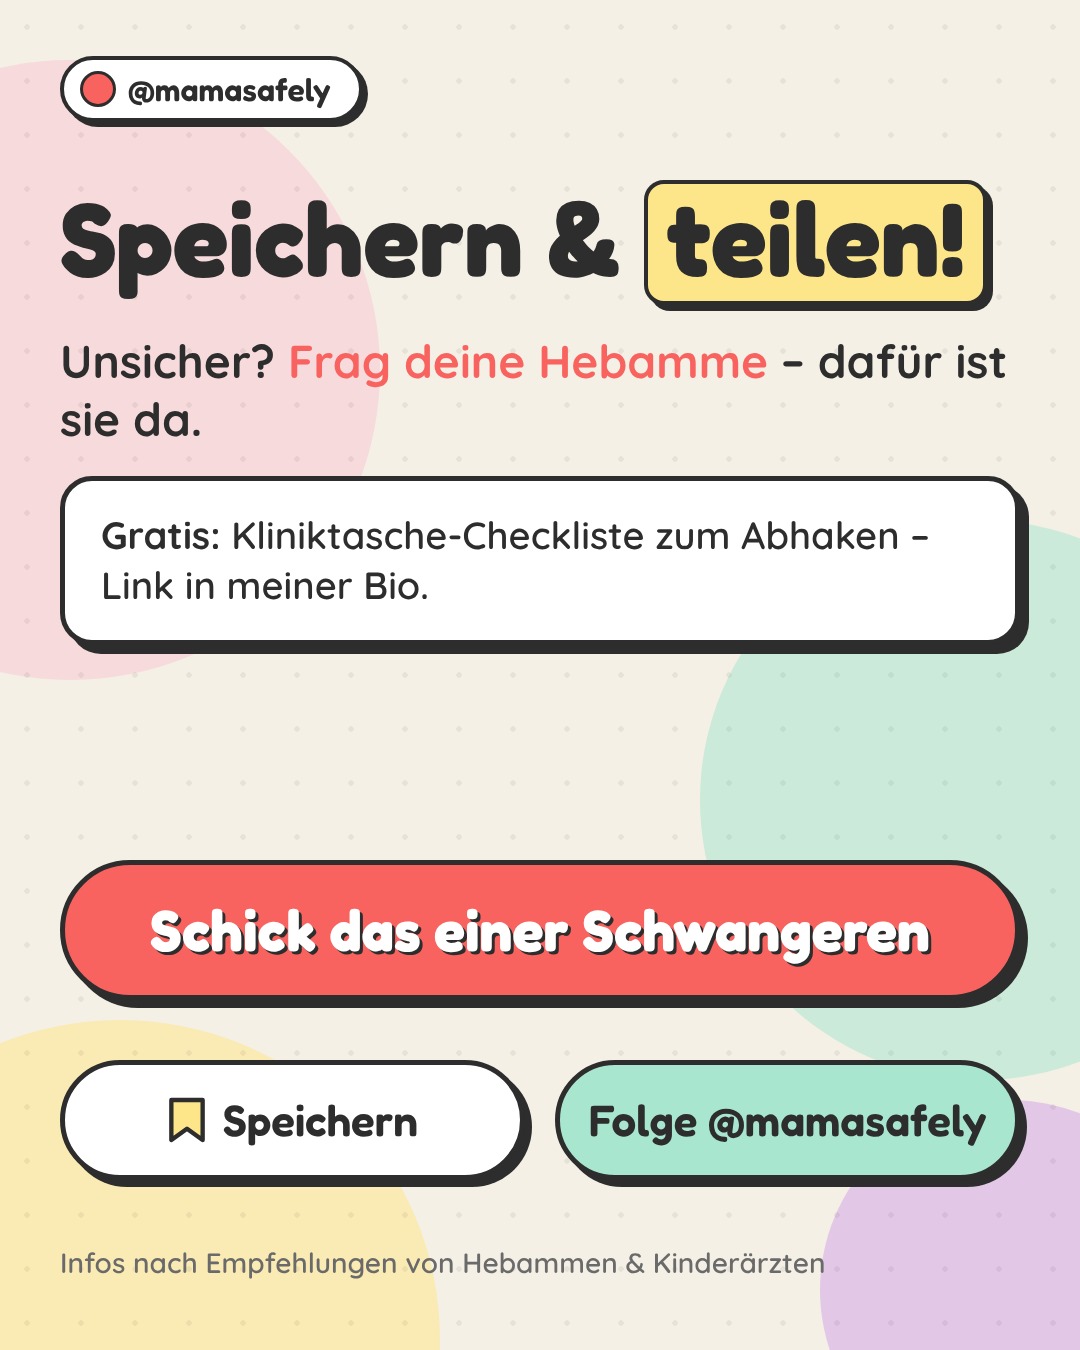 @mamasafely
Speichern & teilen!
Unsicher? Frag deine Hebamme – dafür ist
sie da.
Gratis: Kliniktasche-Checkliste zum Abhaken –
Link in meiner Bio.
Schick das einer Schwangeren
Speichern
Folge @mamasafely
Infos nach Empfehlungen von Hebammen & Kinderärzten